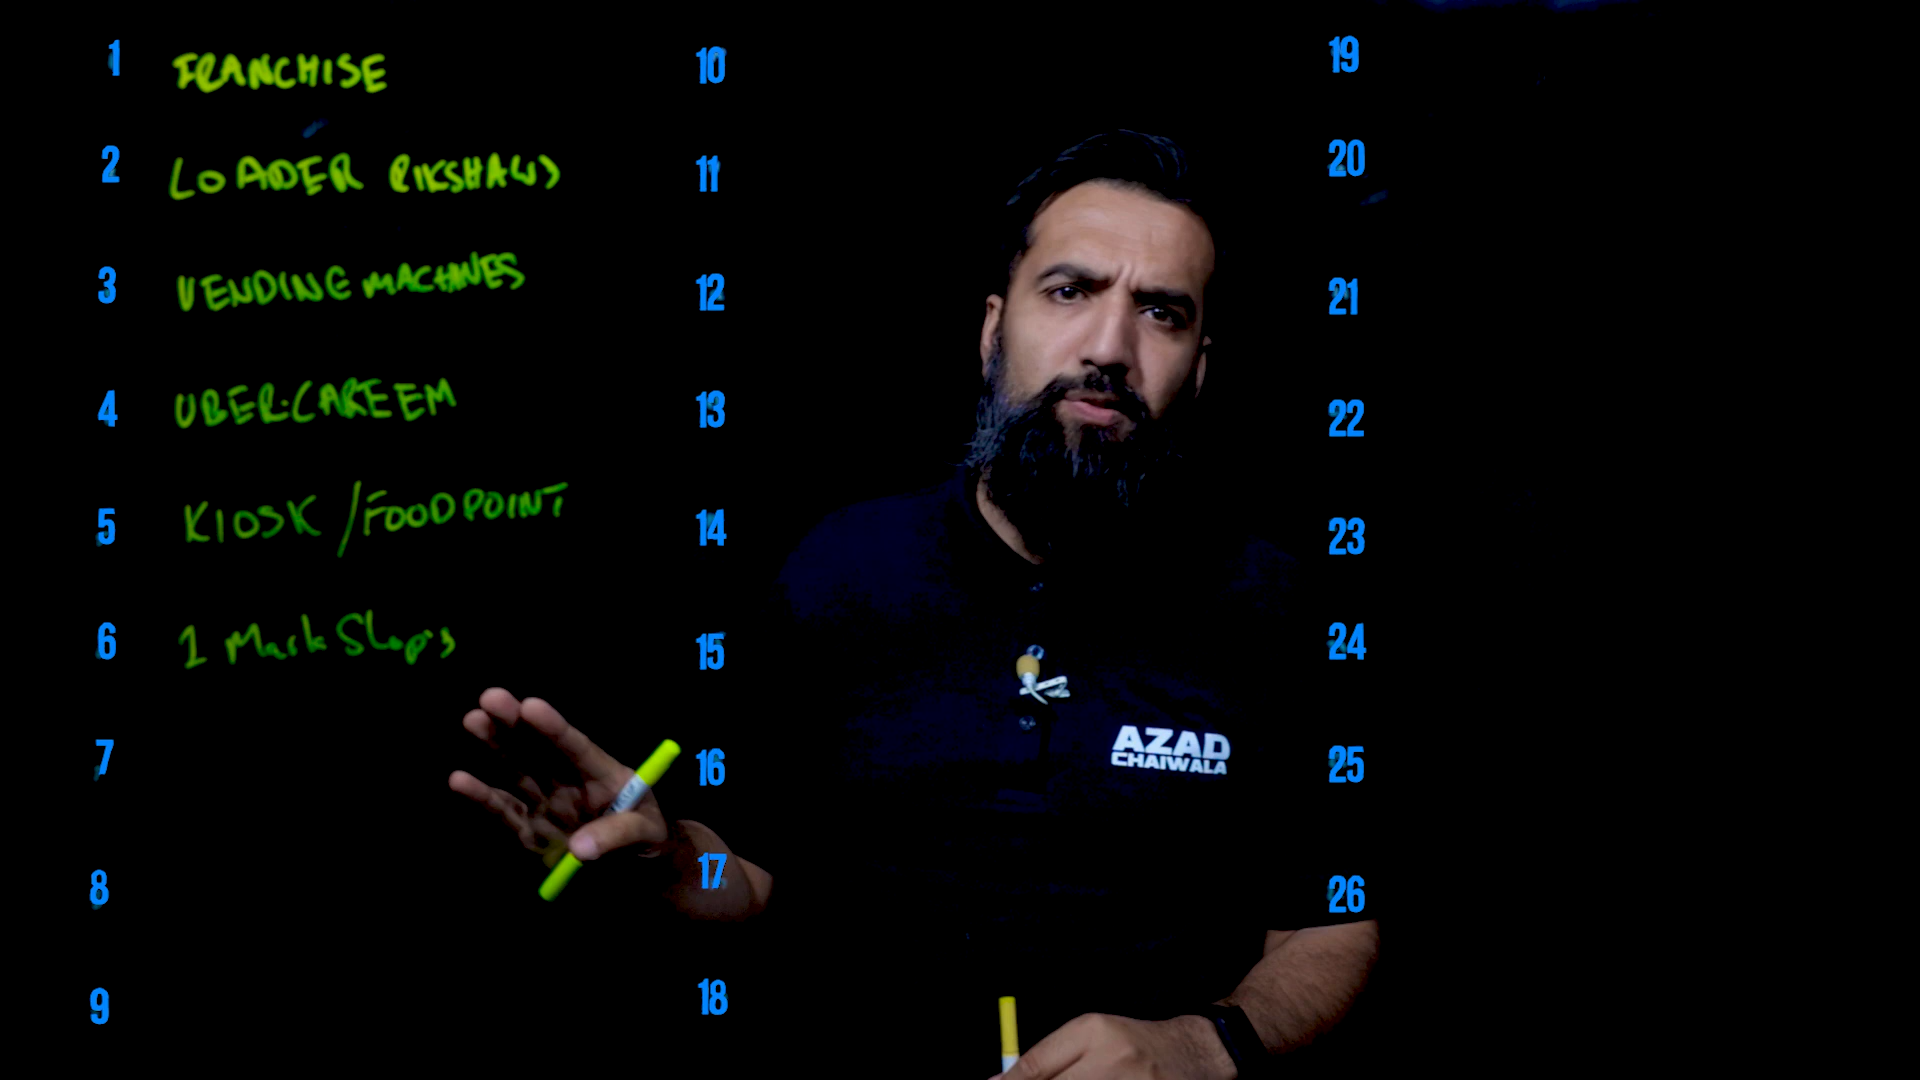 1 FRANCHISE
2 LOADER RIKSHAWS
3 VENDING MACHINES
4 UBER-CAREEM
5 KIOSK / FOOD POINT
6 1 Mark Shop's
7
8
9
10
11
12
13
14
15
16
17
18
19
20
21
22
23
24
25
26
AZAD
CHAIWALA